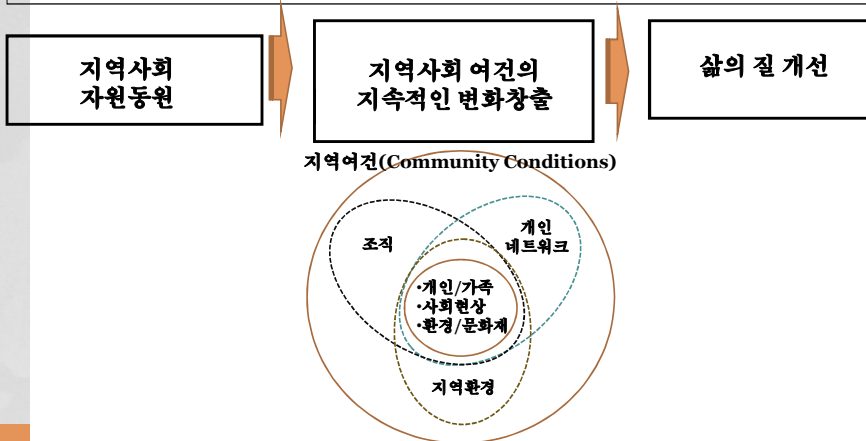 지역사회
자원동원
지역사회 여건의
지속적인 변화창출
삶의 질 개선
지역여건(Community Conditions)
조직
개인
네트워크
•개인/가족
•사회현상
•환경/문화재
지역환경